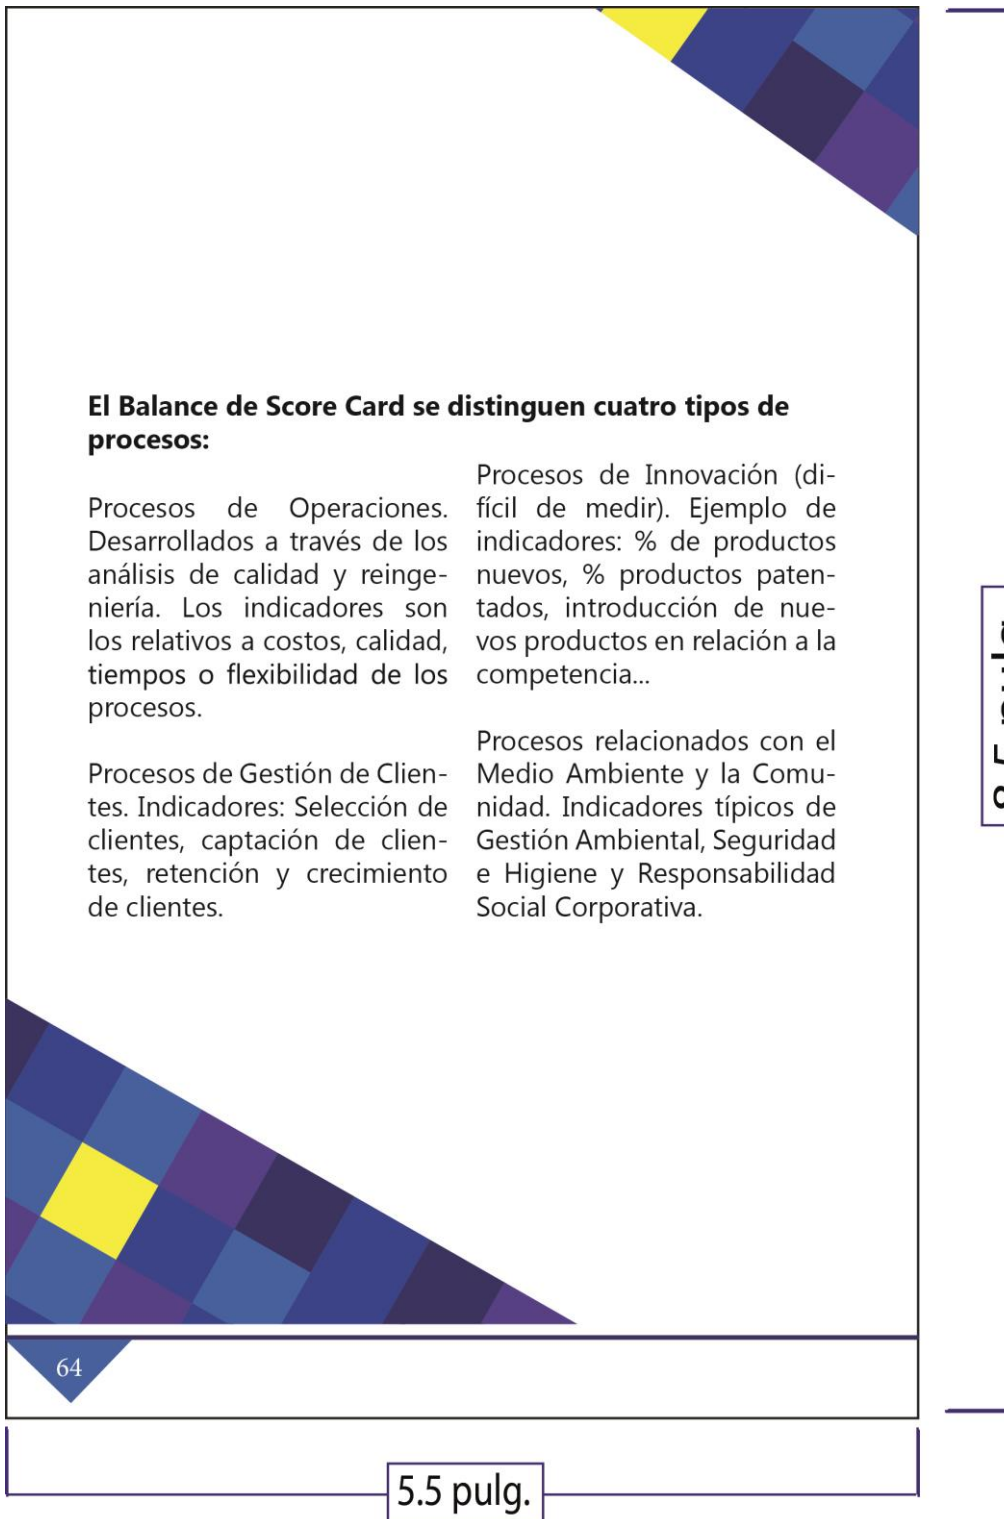 El Balance de Score Card se distinguen cuatro tipos de
procesos:
Procesos de Operaciones.
Desarrollados a través de los
análisis de calidad y reinge-
niería. Los indicadores son
los relativos a costos, calidad,
tiempos o flexibilidad de los
procesos.
Procesos de Gestión de Clien-
tes. Indicadores: Selección de
clientes, captación de clien-
tes, retención y crecimiento
de clientes.
Procesos de Innovación (di-
fícil de medir). Ejemplo de
indicadores: % de productos
nuevos, % productos paten-
tados, introducción de nue-
vos productos en relación a la
competencia...
Procesos relacionados con el
Medio Ambiente y la Comu-
nidad. Indicadores típicos de
Gestión Ambiental, Seguridad
e Higiene y Responsabilidad
Social Corporativa.
64
5.5 pulg.